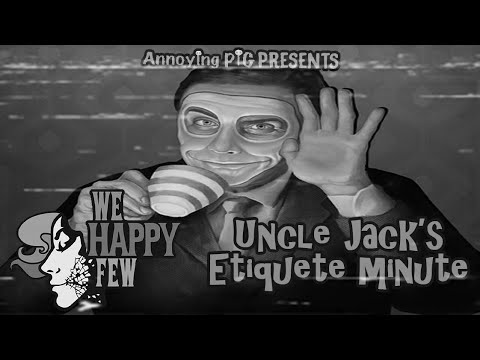 Annoying PIG PRESENTS
WE
HAPPY
FEW
Uncle Jack's
Etiquete Minute